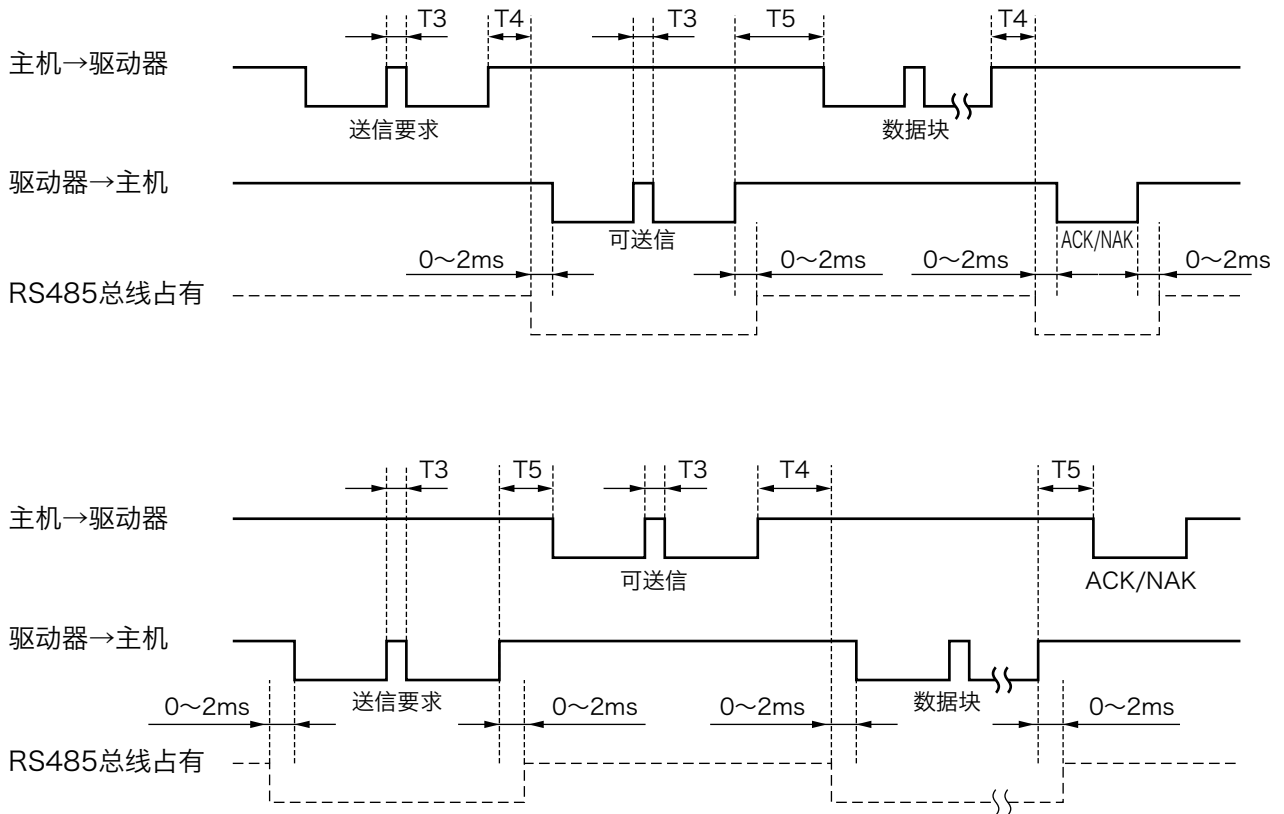 T3 T4 T3 T5 T4
主机→驱动器
送信要求 数据块
驱动器→主机
可送信 ACK/NAK
0～2ms 0～2ms 0～2ms 0～2ms
RS485总线占有
T3 T5 T3 T4 T5
主机→驱动器
可送信 ACK/NAK
驱动器→主机
送信要求 数据块
0～2ms 0～2ms 0～2ms 0～2ms
RS485总线占有